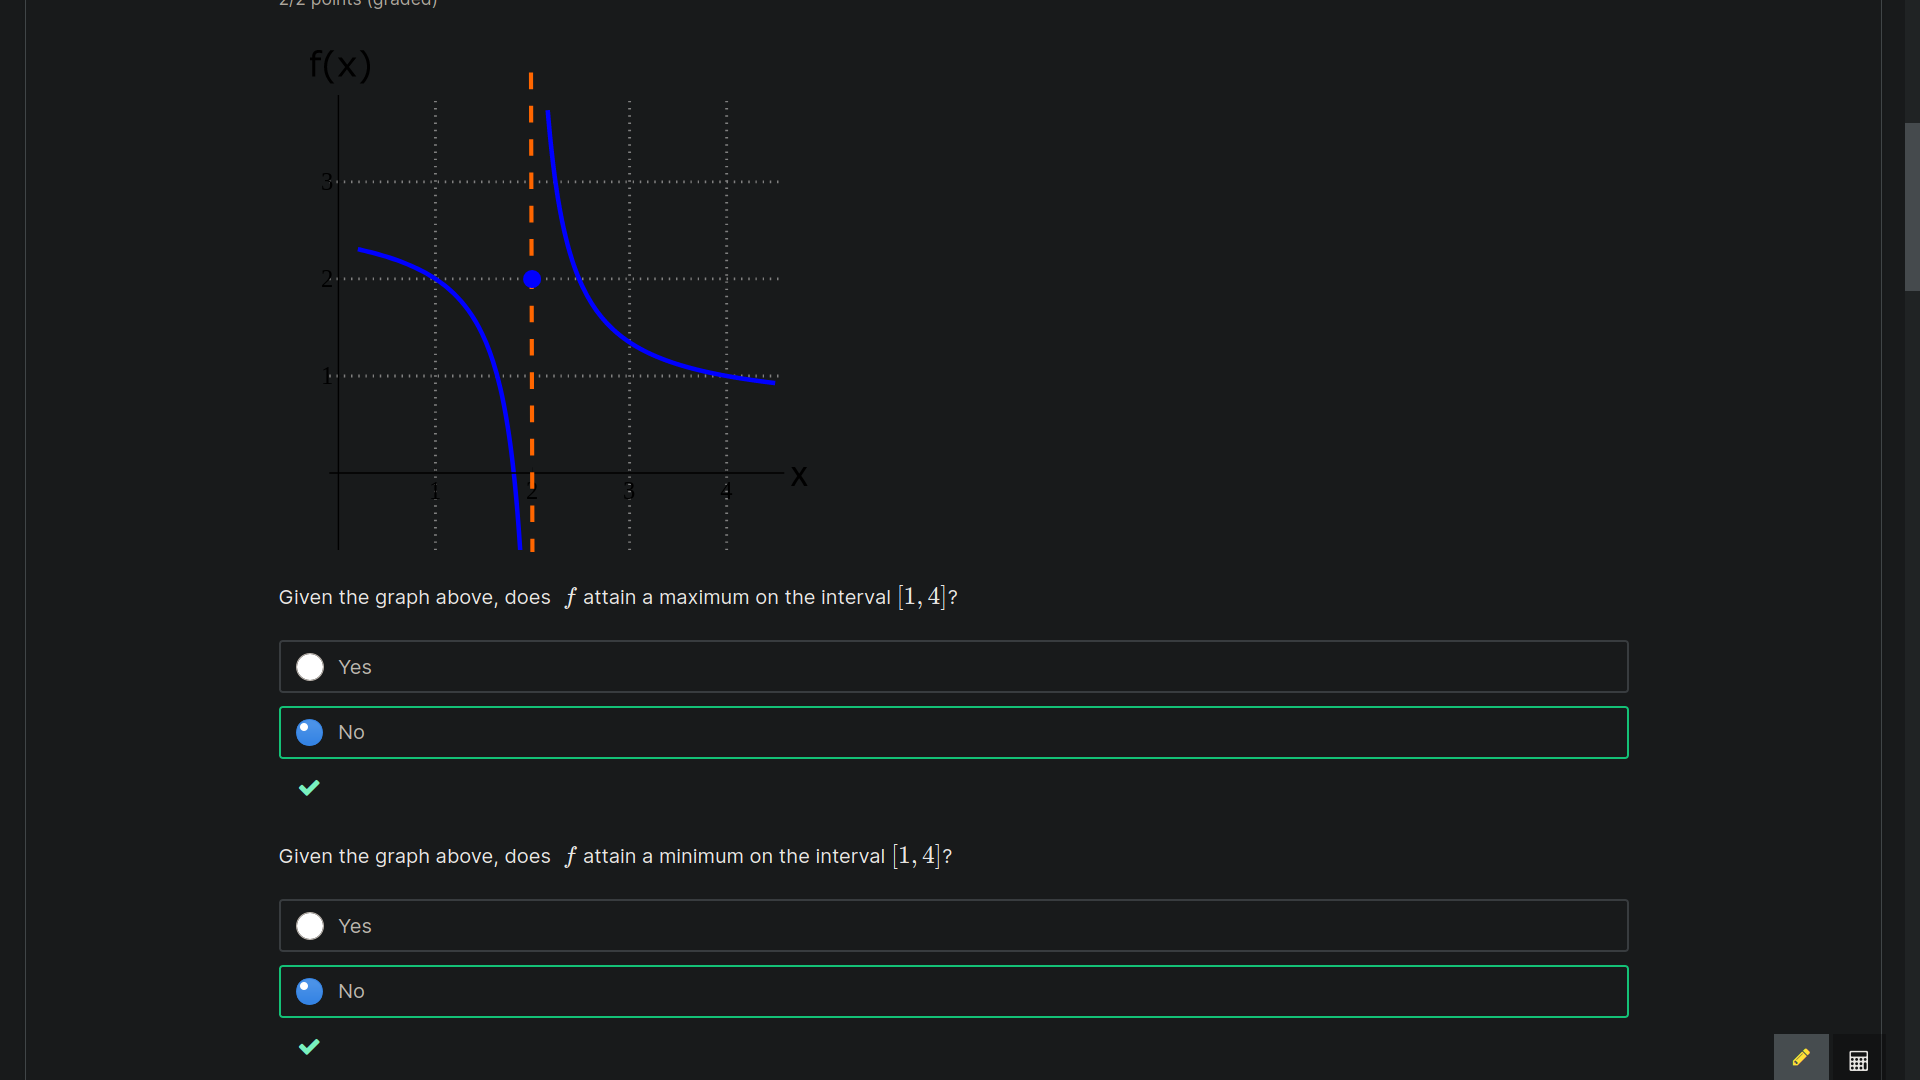 2/2 points (graded)
f(x)
3
2
1
1 2 3 4 x
Given the graph above, does f attain a maximum on the interval [1, 4]?
Yes
No
Given the graph above, does f attain a minimum on the interval [1, 4]?
Yes
No